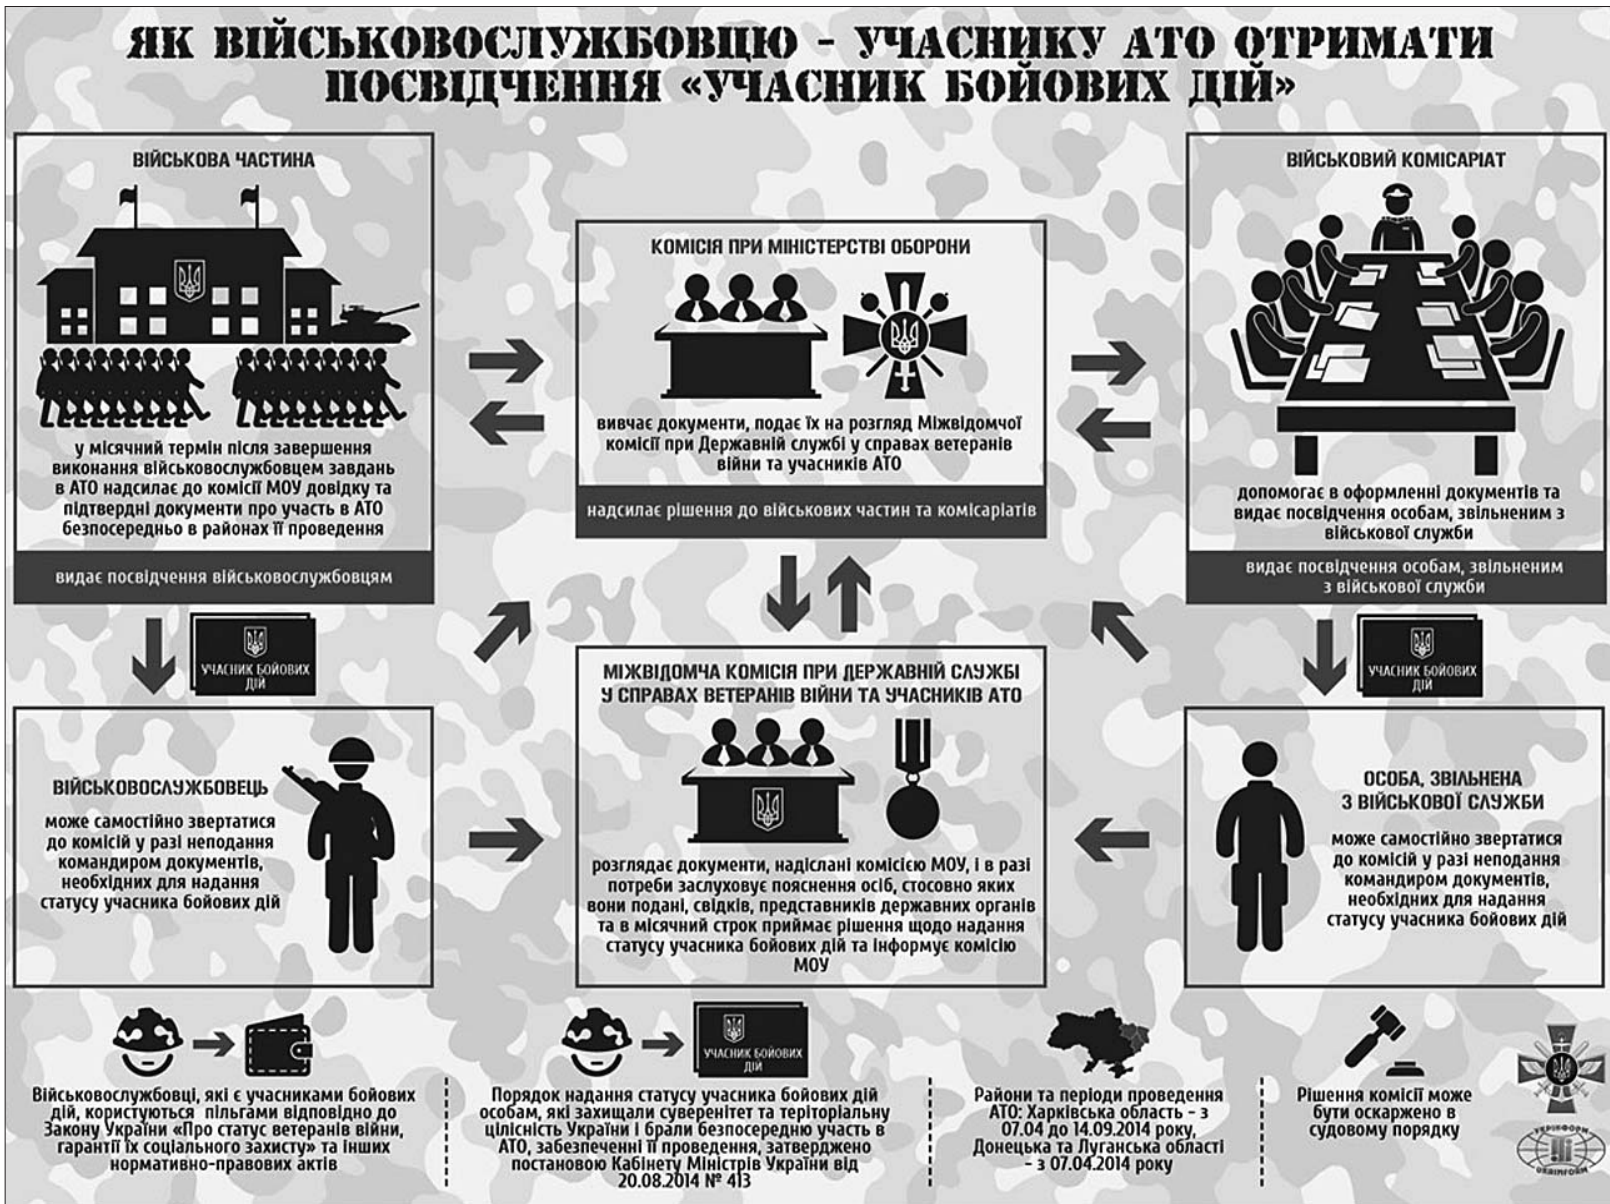 ЯК ВІЙСЬКОВОСЛУЖБОВЦЮ – УЧАСНИКУ АТО ОТРИМАТИ
ПОСВІДЧЕННЯ «УЧАСНИК БОЙОВИХ ДІЙ»
ВІЙСЬКОВА ЧАСТИНА
у місячний термін після завершення
виконання військовослужбовцем завдань
в АТО надсилає до комісії МОУ довідку та
підтвердні документи про участь в АТО
безпосередньо в районах її проведення
видає посвідчення військовослужбовцям
КОМІСІЯ ПРИ МІНІСТЕРСТВІ ОБОРОНИ
вивчає документи, подає їх на розгляд Міжвідомчої
комісії при Державній службі у справах ветеранів
війни та учасників АТО
надсилає рішення до військових частин та комісаріатів
ВІЙСЬКОВИЙ КОМІСАРІАТ
допомагає в оформленні документів та
видає посвідчення особам, звільненим з
військової служби
видає посвідчення особам, звільненим
з військової служби
УЧАСНИК БОЙОВИХ
ДІЙ
УЧАСНИК БОЙОВИХ
ДІЙ
ВІЙСЬКОВОСЛУЖБОВЕЦЬ
може самостійно звертатися
до комісій у разі неподання
командиром документів,
необхідних для надання
статусу учасника бойових дій
МІЖВІДОМЧА КОМІСІЯ ПРИ ДЕРЖАВНІЙ СЛУЖБІ
У СПРАВАХ ВЕТЕРАНІВ ВІЙНИ ТА УЧАСНИКІВ АТО
розглядає документи, надіслані комісією МОУ, і в разі
потреби заслуховує пояснення осіб, стосовно яких
вони подані, свідків, представників державних органів
та в місячний строк приймає рішення щодо надання
статусу учасника бойових дій та інформує комісію
МОУ
ОСОБА, ЗВІЛЬНЕНА
З ВІЙСЬКОВОЇ СЛУЖБИ
може самостійно звертатися
до комісій у разі неподання
командиром документів,
необхідних для надання
статусу учасника бойових дій
Військовослужбовці, які є учасниками бойових
дій, користуються пільгами відповідно до
Закону України «Про статус ветеранів війни,
гарантії їх соціального захисту» та інших
нормативно-правових актів
УЧАСНИК БОЙОВИХ
ДІЙ
Порядок надання статусу учасника бойових дій
особам, які захищали суверенітет та теріторіальну
цілісність України і брали безпосередню участь в
АТО, забезпеченні її проведення, затверджено
постановою Кабінету Міністрів України від
20.08.2014 № 413
Райони та періоди проведення
АТО: Харківська область – з
07.04 до 14.09.2014 року,
Донецька та Луганська області
– з 07.04.2014 року
Рішення комісії може
бути оскаржено в
судовому порядку
УКРІНФОРМ
UKRINFORM